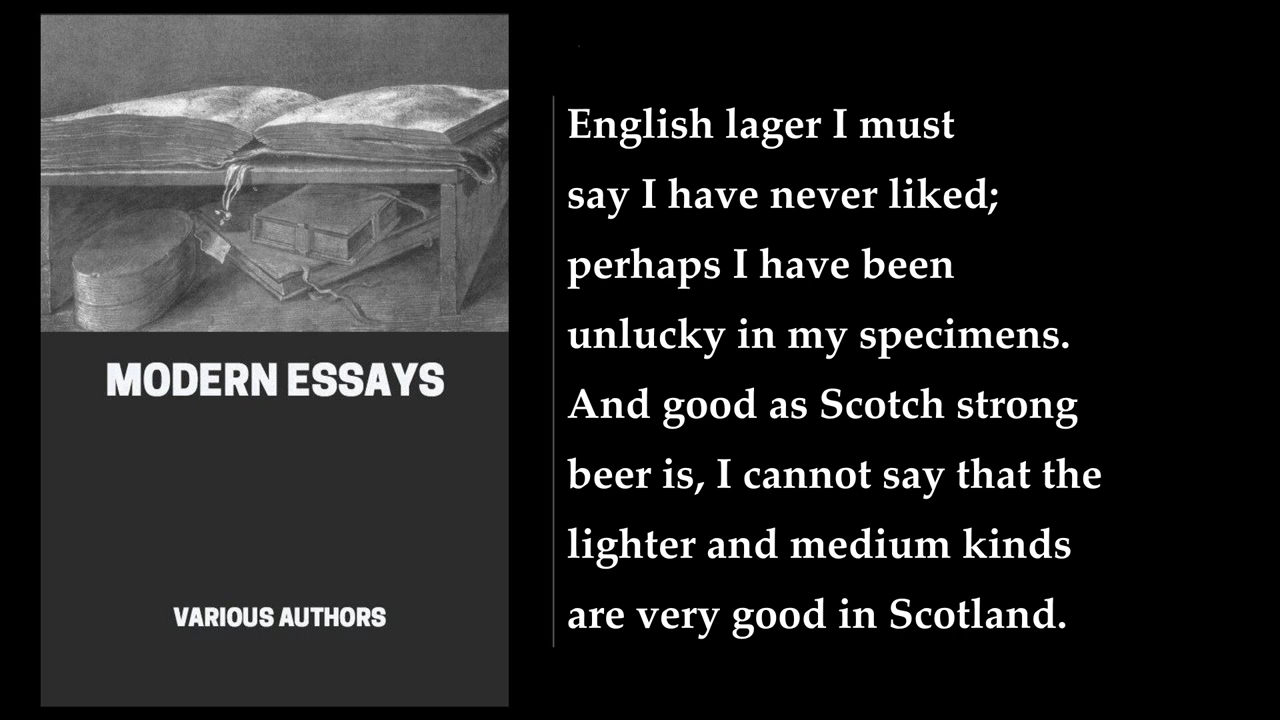 MODERN ESSAYS
VARIOUS AUTHORS
English lager I must
say I have never liked;
perhaps I have been
unlucky in my specimens.
And good as Scotch strong
beer is, I cannot say that the
lighter and medium kinds
are very good in Scotland.